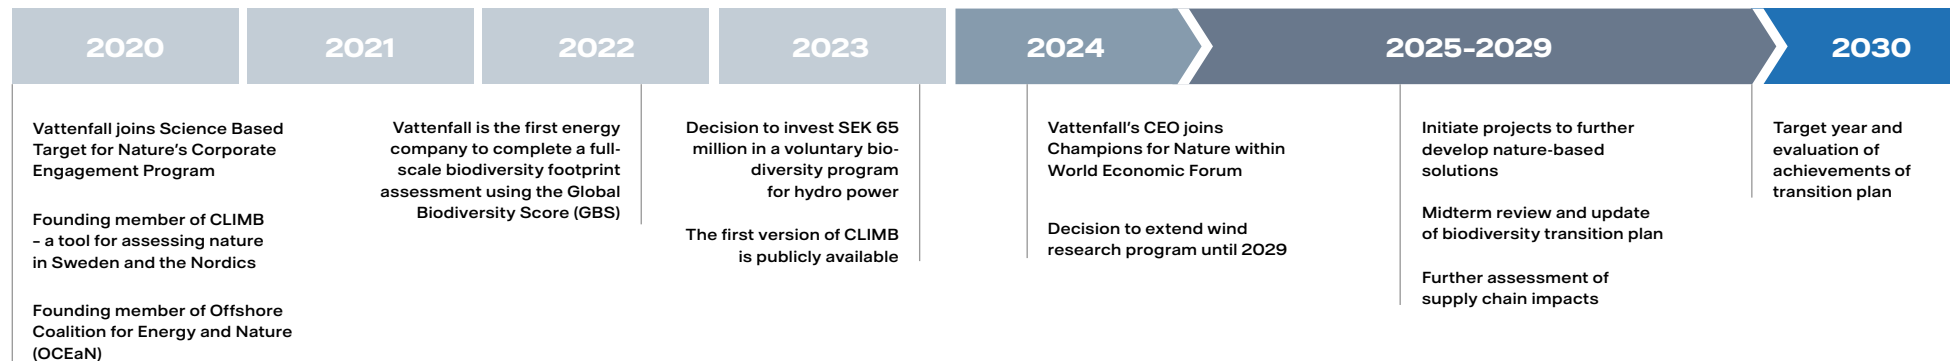 2020
2021
2022
2023
2024
2025-2029
2030
Vattenfall joins Science Based
Target for Nature's Corporate
Engagement Program
Founding member of CLIMB
– a tool for assessing nature
in Sweden and the Nordics
Founding member of Offshore
Coalition for Energy and Nature
(OCEaN)
Vattenfall is the first energy
company to complete a full-
scale biodiversity footprint
assessment using the Global
Biodiversity Score (GBS)
Decision to invest SEK 65
million in a voluntary bio-
diversity program
for hydro power
The first version of CLIMB
is publicly available
Vattenfall's CEO joins
Champions for Nature within
World Economic Forum
Decision to extend wind
research program until 2029
Initiate projects to further
develop nature-based
solutions
Midterm review and update
of biodiversity transition plan
Further assessment of
supply chain impacts
Target year and
evaluation of
achievements of
transition plan